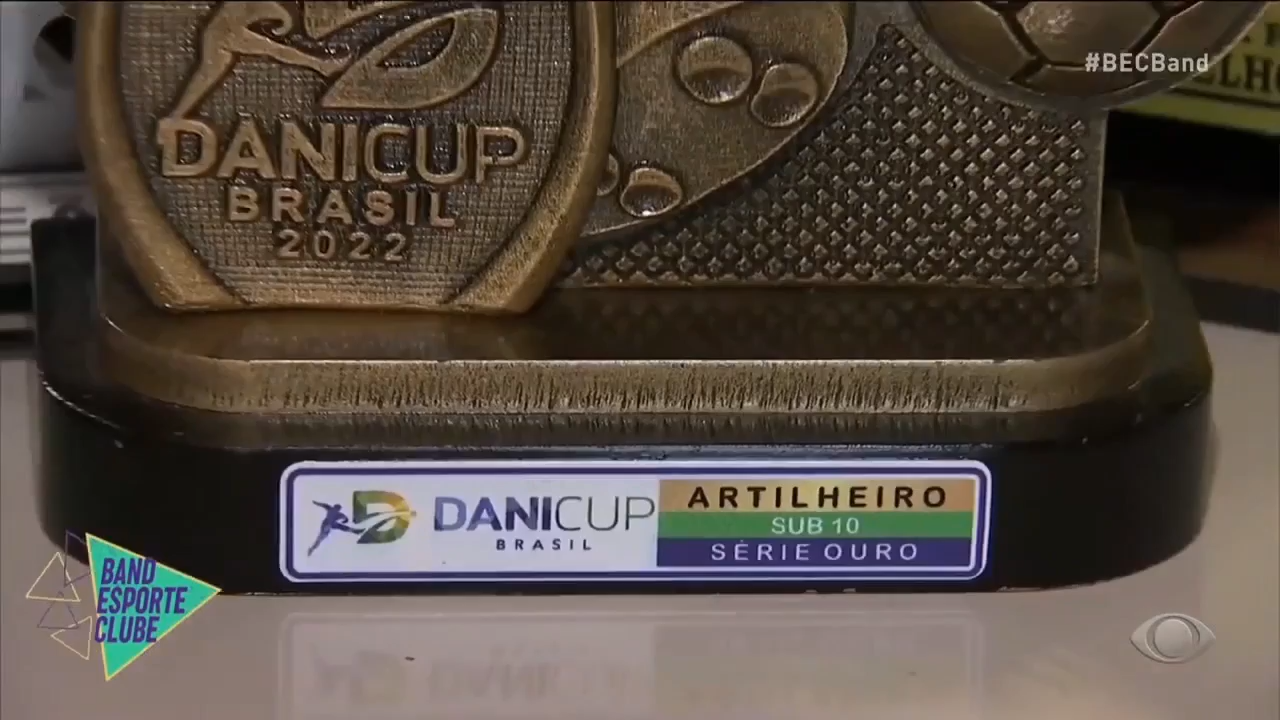 #BECBand
DANICUP
BRASIL
2022
DANICUP
BRASIL
ARTILHEIRO
SUB 10
SÉRIE OURO
BAND
ESPORTE
CLUBE